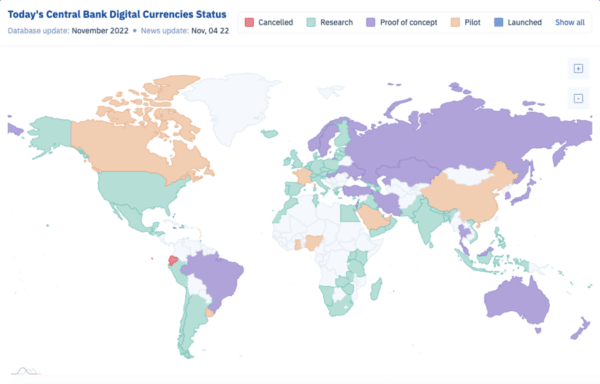 Today's Central Bank Digital Currencies Status
Database update: November 2022 • News update: Nov, 04 22
Cancelled
Research
Proof of concept
Pilot
Launched
Show all